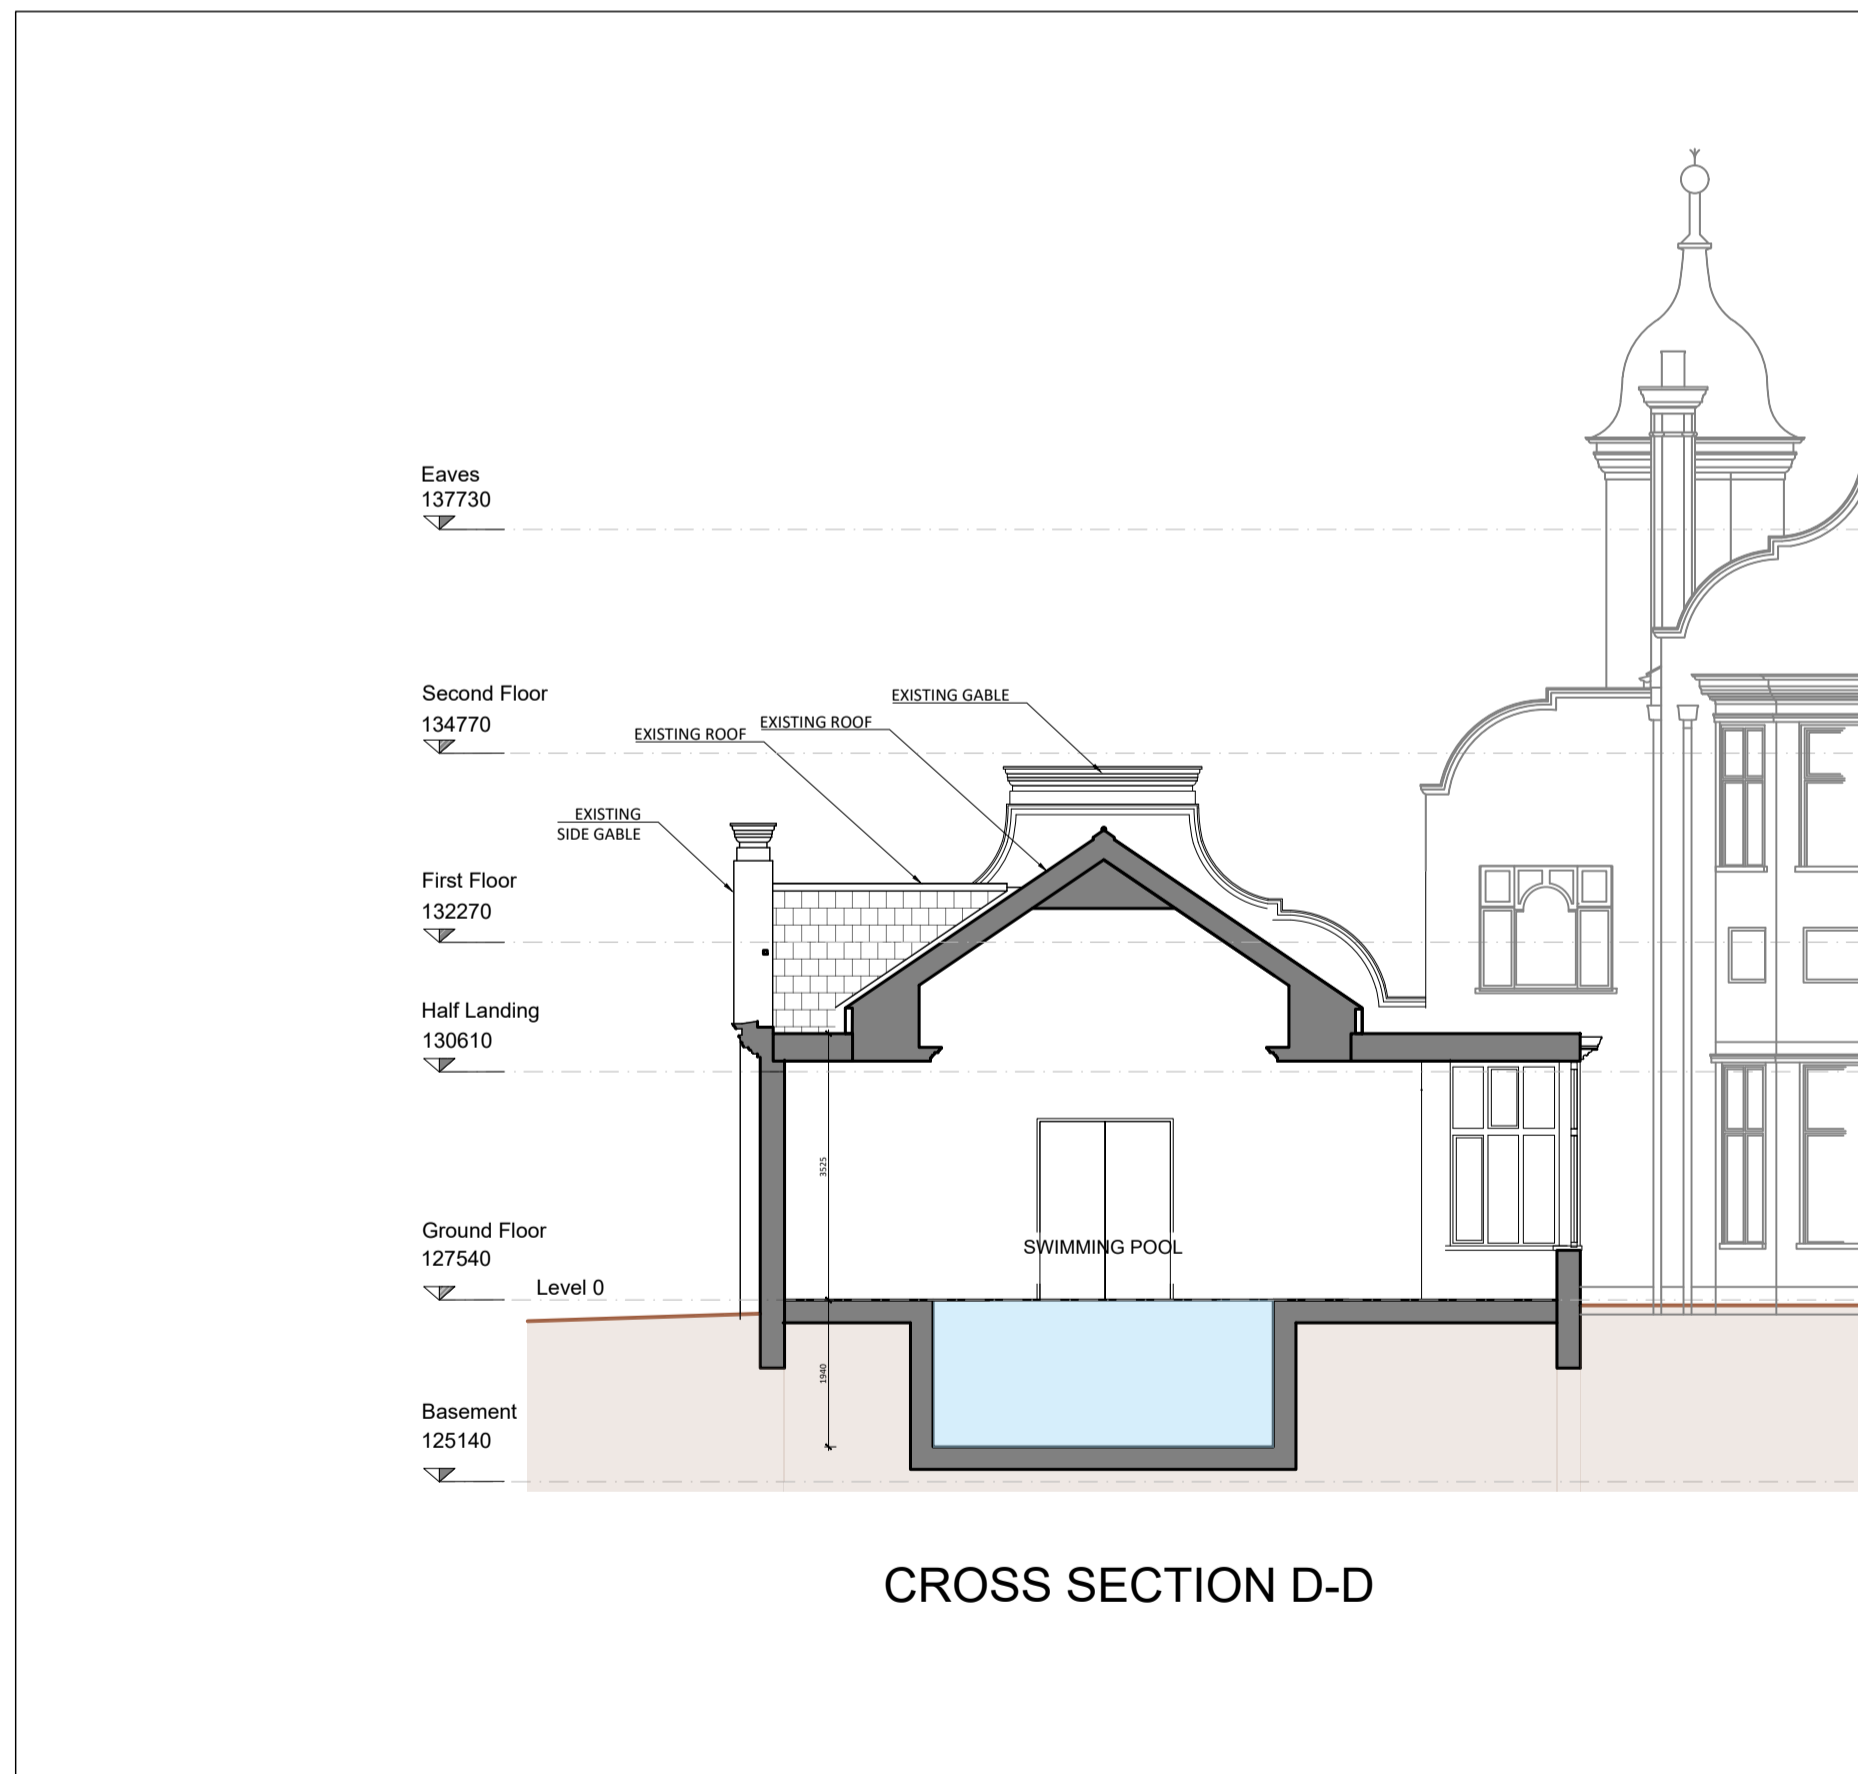 Eaves
137730
Second Floor
134770
EXISTING GABLE
EXISTING ROOF
EXISTING ROOF
EXISTING
SIDE GABLE
First Floor
132270
Half Landing
130610
3525
Ground Floor
127540
SWIMMING POOL
Level 0
1940
Basement
125140
CROSS SECTION D-D